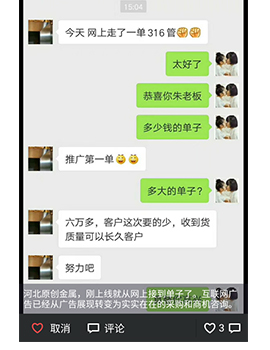 15:04
今天 网上走了一单 316 管
太好了
恭喜你朱老板
多少钱的单子
推广第一单
多大的单子?
六万多，客户这次要的少，收到货
质量可以长久客户
努力吧
河北原创金属，刚上线就从网上接到单子了。互联网广
告已经从广告展现转变为实实在在的采购和商机咨询。
取消 评论 3